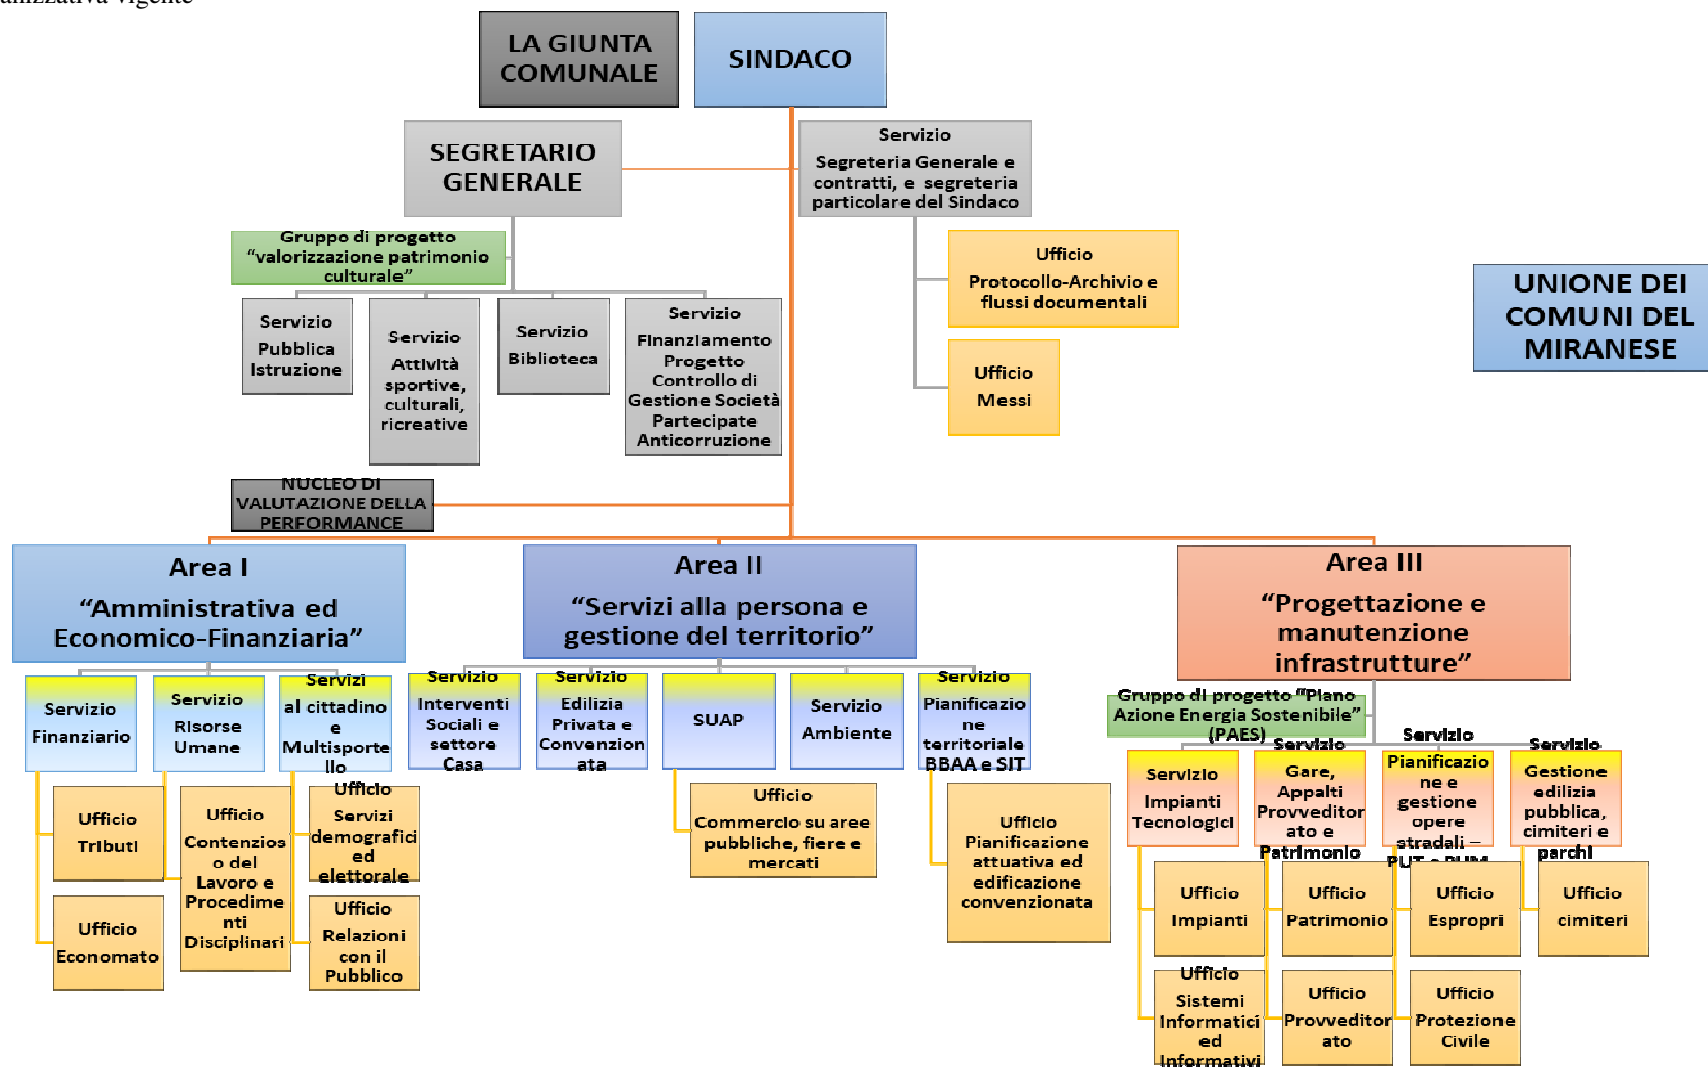 anizzativa vigente
LA GIUNTA
COMUNALE
SINDACO
SEGRETARIO
GENERALE
Servizio
Segreteria Generale e
contratti, e segreteria
particolare del Sindaco
Gruppo di progetto
“valorizzazione patrimonio
culturale”
Ufficio
Protocollo-Archivio e
flussi documentali
UNIONE DEI
COMUNI DEL
MIRANESE
Servizio
Pubblica
Istruzione
Servizio
Attività
sportive,
culturali,
ricreative
Servizio
Biblioteca
Servizio
Finanziamento
Progetto
Controllo di
Gestione Società
Partecipate
Anticorruzione
Ufficio
Messi
NUCLEO DI
VALUTAZIONE DELLA
PERFORMANCE
Area I
“Amministrativa ed
Economico-Finanziaria”
Area II
“Servizi alla persona e
gestione del territorio”
Area III
“Progettazione e
manutenzione
infrastrutture”
Servizio
Finanziario
Servizio
Risorse
Umane
Servizi
al cittadino
e
Multisporte
llo
Servizio
Interventi
Sociali e
settore
Casa
Servizio
Edilizia
Privata e
Convenzion
ata
SUAP
Servizio
Ambiente
Servizio
Pianificazio
ne
territoriale
BBAA e SIT
Gruppo di progetto “Piano
Azione Energia Sostenibile”
(PAES)
Servizio
Impianti
Tecnologici
Servizio
Gare,
Appalti
Provveditor
ato e
Patrimonio
Servizio
Pianificazio
ne e
gestione
opere
stradali –
PUT e PUM
Servizio
Gestione
edilizia
pubblica,
cimiteri e
parchi
Ufficio
Tributi
Ufficio
Economato
Ufficio
Contenzios
o del
Lavoro e
Procedime
nti
Disciplinari
Ufficio
Servizi
demografici
ed
elettorale
Ufficio
Relazioni
con il
Pubblico
Ufficio
Commercio su aree
pubbliche, fiere e
mercati
Ufficio
Pianificazione
attuativa ed
edificazione
convenzionata
Ufficio
Impianti
Ufficio
Sistemi
Informatici
ed
Informativi
Ufficio
Patrimonio
Ufficio
Provveditor
ato
Ufficio
Espropri
Ufficio
Protezione
Civile
Ufficio
cimiteri